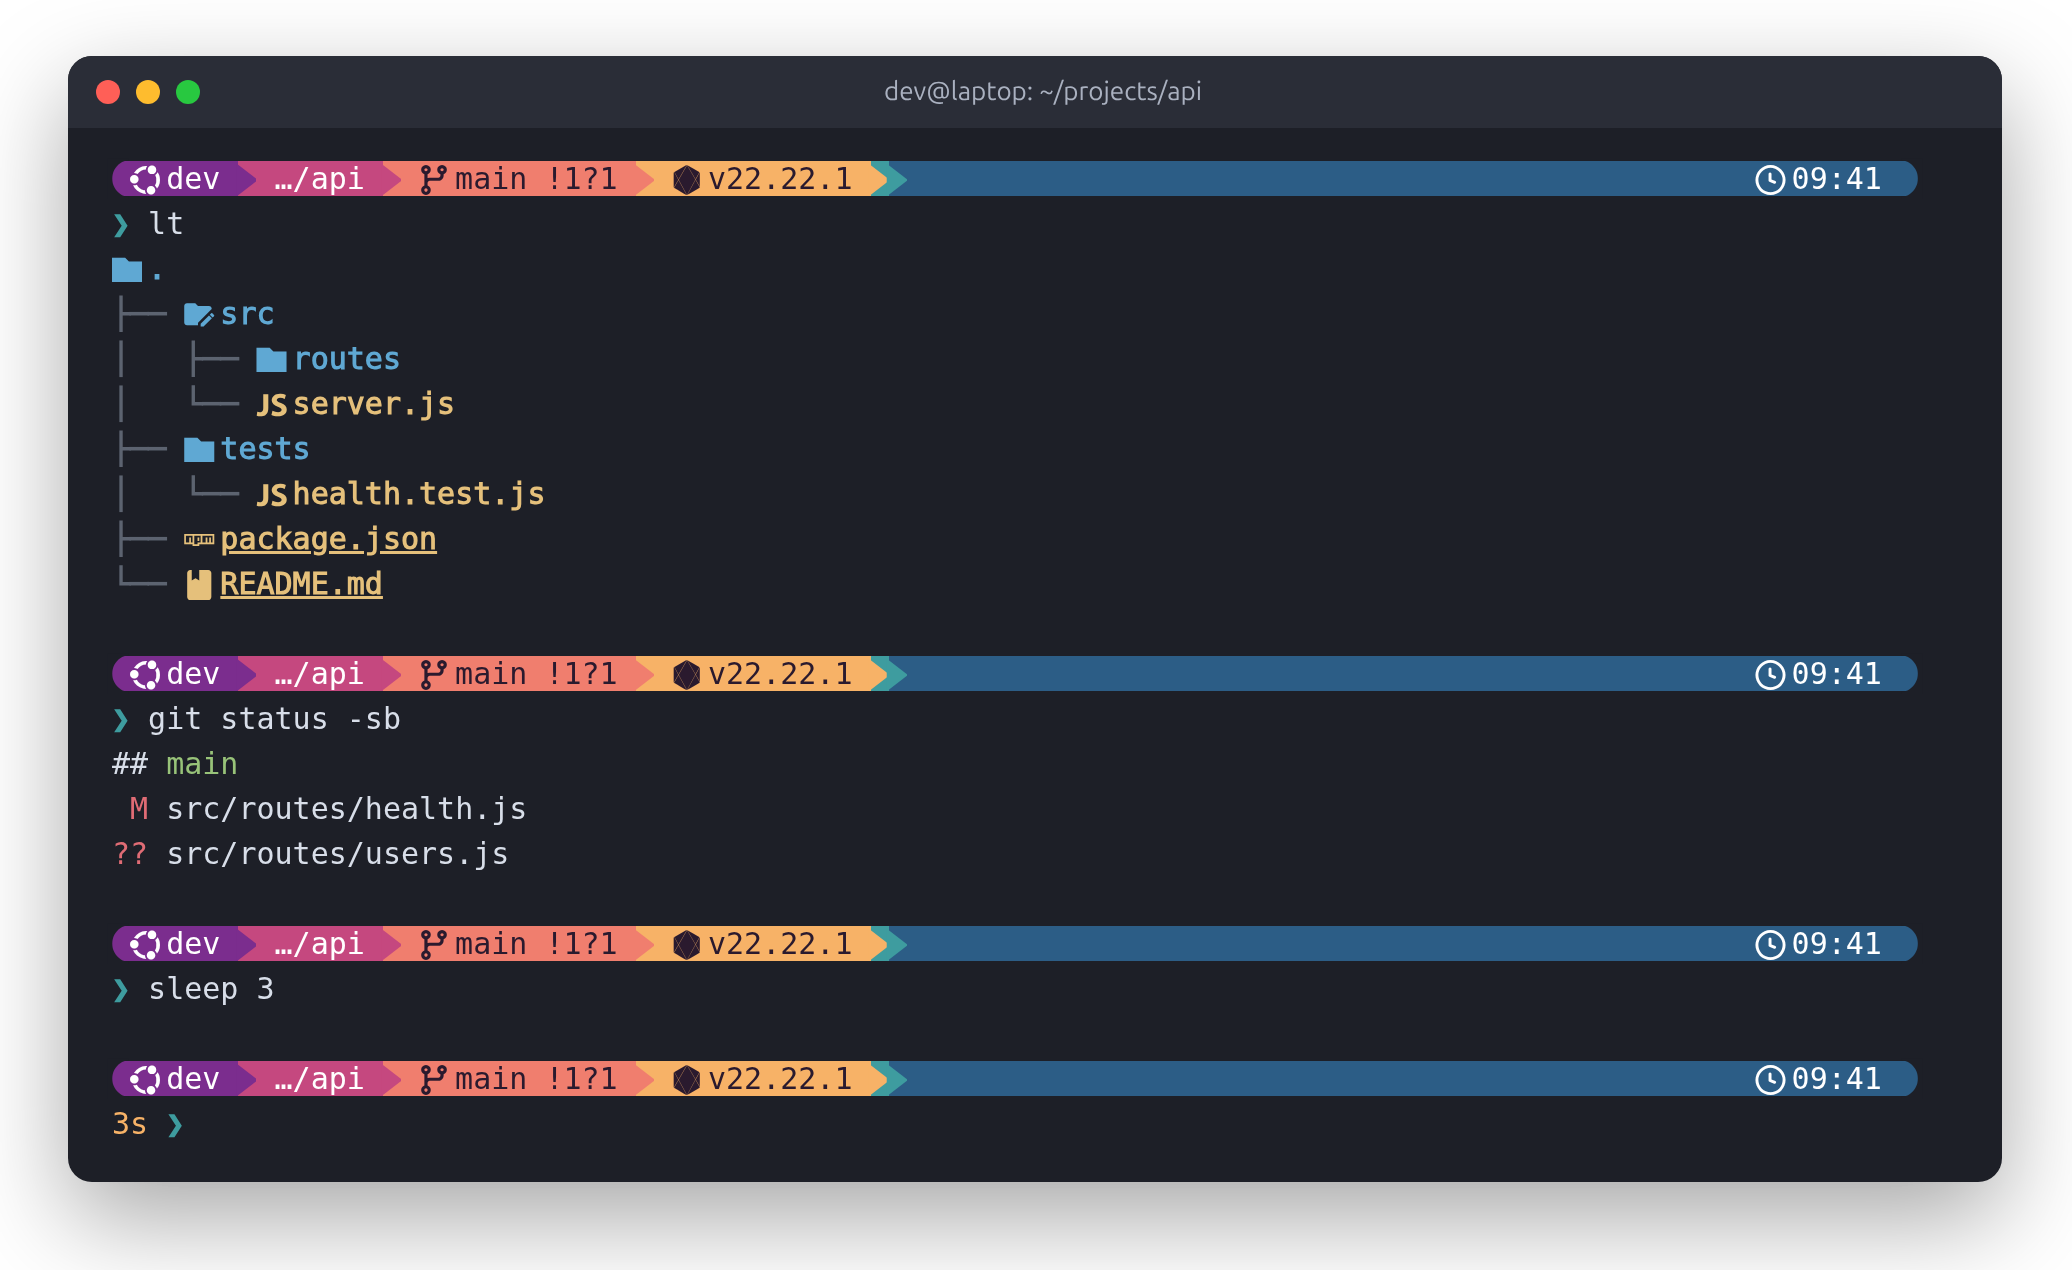 dev@laptop: ~/projects/api
dev …/api main !1?1 v22.22.1 09:41
❯ lt
.
├── src
│   ├── routes
│   └── JS server.js
├── tests
│   └── JS health.test.js
├── npm package.json
└── README.md
dev …/api main !1?1 v22.22.1 09:41
❯ git status -sb
## main
 M src/routes/health.js
?? src/routes/users.js
dev …/api main !1?1 v22.22.1 09:41
❯ sleep 3
dev …/api main !1?1 v22.22.1 09:41
3s ❯